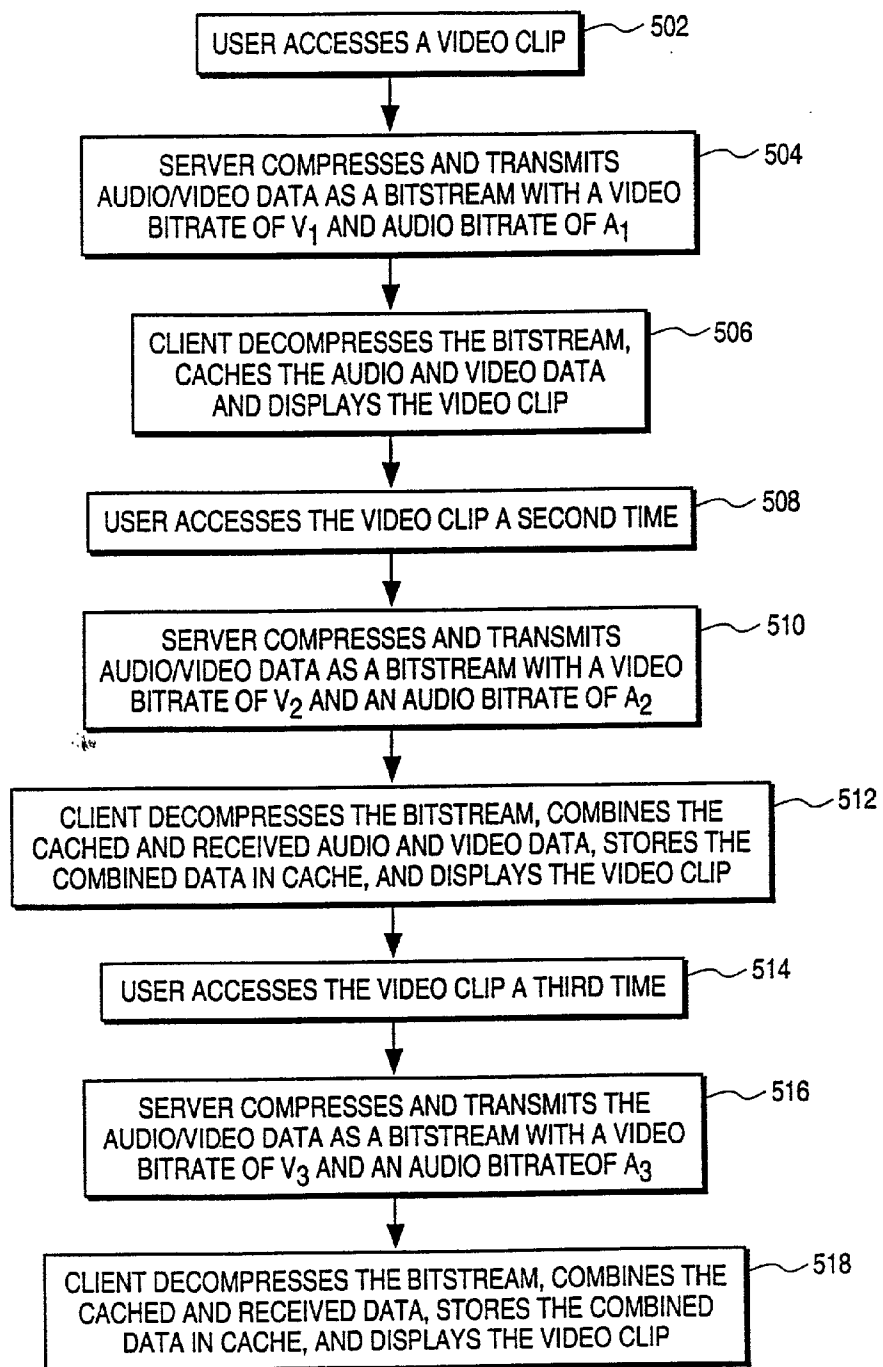 USER ACCESSES A VIDEO CLIP
502
SERVER COMPRESSES AND TRANSMITS
AUDIO/VIDEO DATA AS A BITSTREAM WITH A VIDEO
BITRATE OF V1 AND AUDIO BITRATE OF A1
504
CLIENT DECOMPRESSES THE BITSTREAM,
CACHES THE AUDIO AND VIDEO DATA
AND DISPLAYS THE VIDEO CLIP
506
USER ACCESSES THE VIDEO CLIP A SECOND TIME
508
SERVER COMPRESSES AND TRANSMITS
AUDIO/VIDEO DATA AS A BITSTREAM WITH A VIDEO
BITRATE OF V2 AND AN AUDIO BITRATE OF A2
510
CLIENT DECOMPRESSES THE BITSTREAM, COMBINES THE
CACHED AND RECEIVED AUDIO AND VIDEO DATA, STORES THE
COMBINED DATA IN CACHE, AND DISPLAYS THE VIDEO CLIP
512
USER ACCESSES THE VIDEO CLIP A THIRD TIME
514
SERVER COMPRESSES AND TRANSMITS THE
AUDIO/VIDEO DATA AS A BITSTREAM WITH A VIDEO
BITRATE OF V3 AND AN AUDIO BITRATEOF A3
516
CLIENT DECOMPRESSES THE BITSTREAM, COMBINES THE
CACHED AND RECEIVED DATA, STORES THE COMBINED
DATA IN CACHE, AND DISPLAYS THE VIDEO CLIP
518